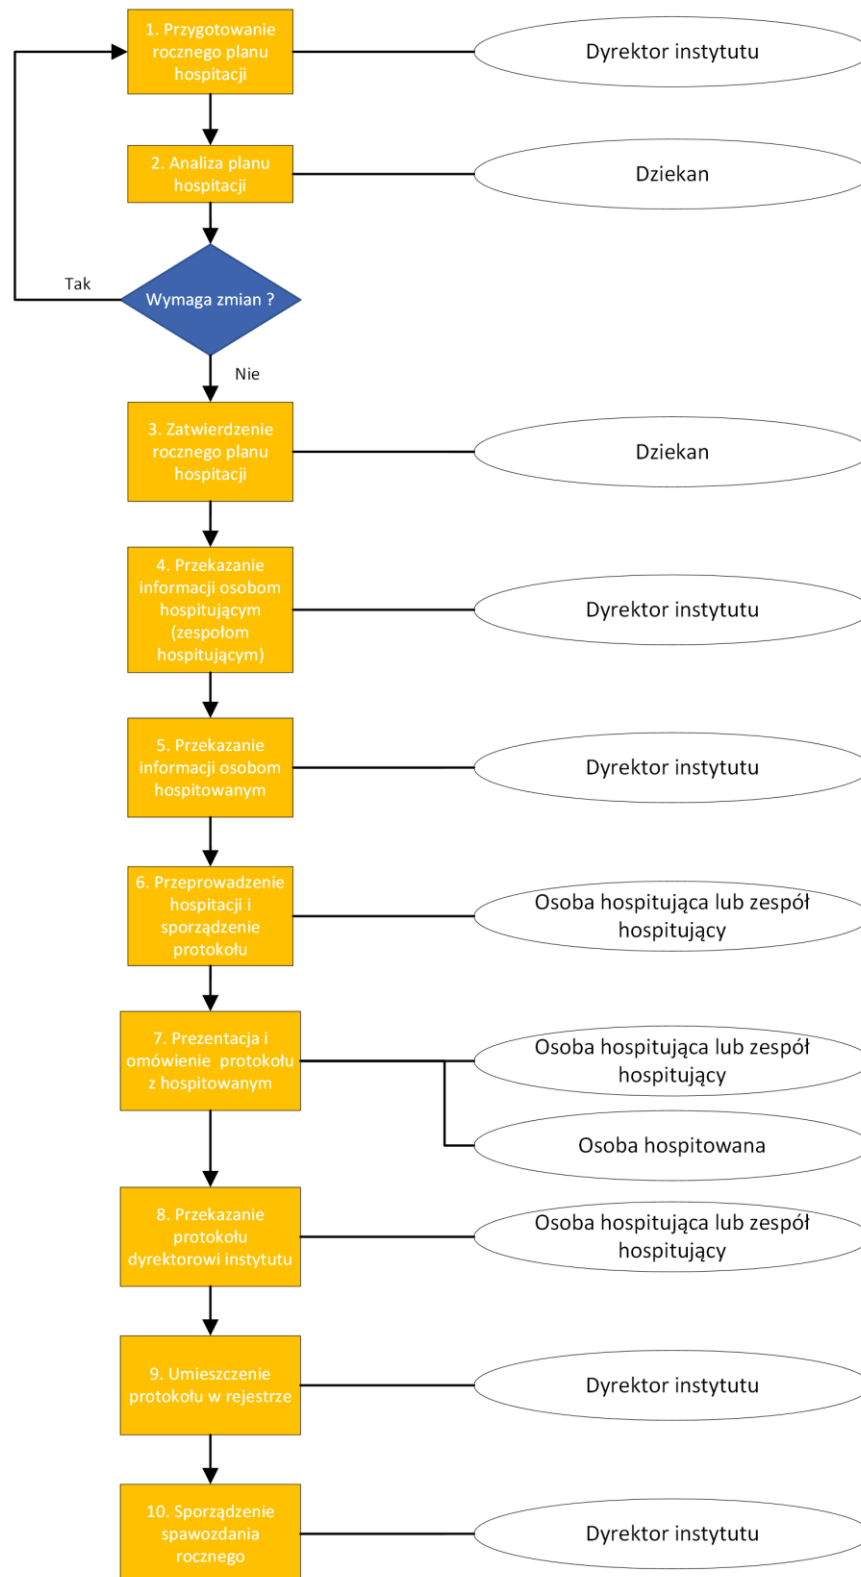 1. Przygotowanie
rocznego planu
hospitacji
Dyrektor instytutu
2. Analiza planu
hospitacji
Dziekan
Tak
Wymaga zmian ?
Nie
3. Zatwierdzenie
rocznego planu
hospitacji
Dziekan
4. Przekazanie
informacji osobom
hospitującym
(zespołom
hospitującym)
Dyrektor instytutu
5. Przekazanie
informacji osobom
hospitowanym
Dyrektor instytutu
6. Przeprowadzenie
hospitacji i
sporządzenie
protokołu
Osoba hospitująca lub zespół
hospitujący
7. Prezentacja i
omówienie protokołu
z hospitowanym
Osoba hospitująca lub zespół
hospitujący
Osoba hospitowana
8. Przekazanie
protokołu
dyrektorowi instytutu
Osoba hospitująca lub zespół
hospitujący
9. Umieszczenie
protokołu w rejestrze
Dyrektor instytutu
10. Sporządzenie
spawozdania
rocznego
Dyrektor instytutu